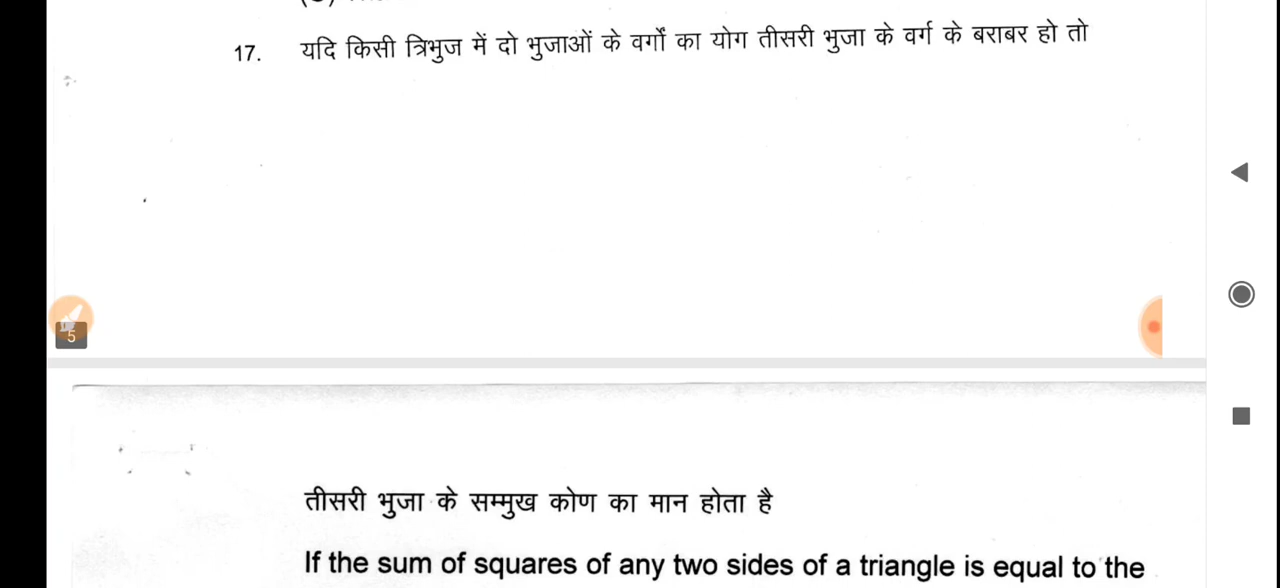 17. यदि किसी त्रिभुज में दो भुजाओं के वर्गों का योग तीसरी भुजा के वर्ग के बराबर हो तो
5
तीसरी भुजा के सम्मुख कोण का मान होता है
If the sum of squares of any two sides of a triangle is equal to the